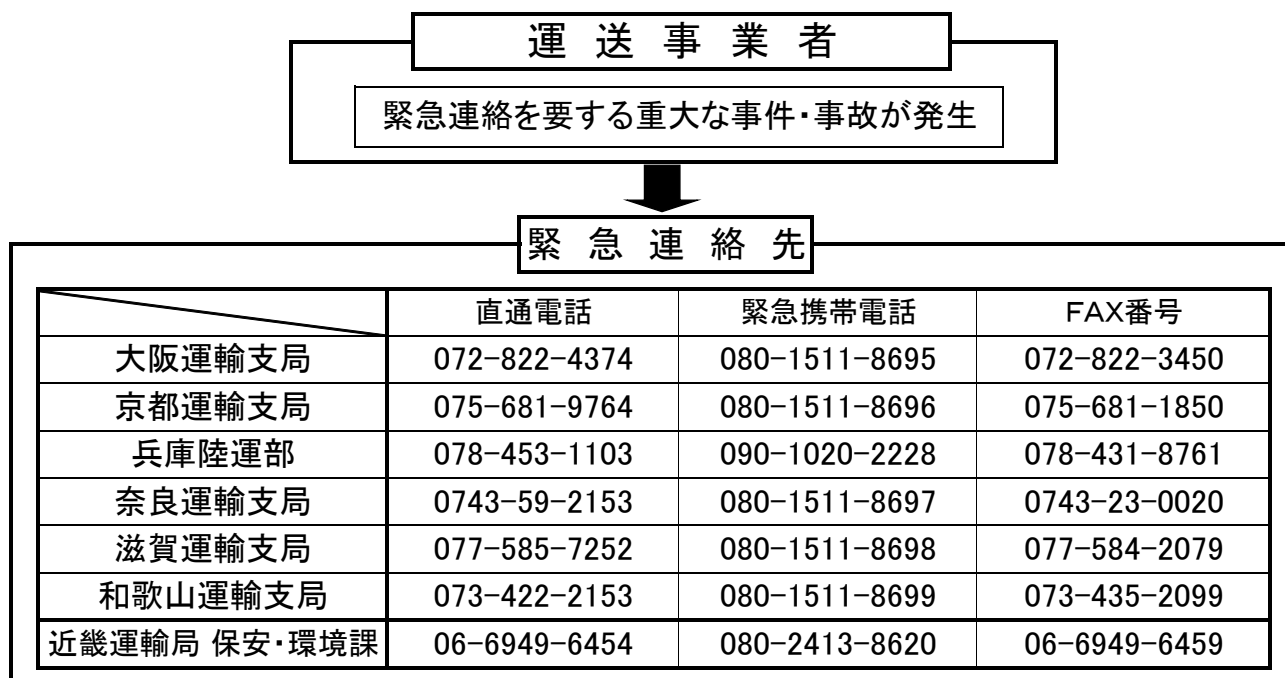 運送事業者
緊急連絡を要する重大な事件・事故が発生
緊急連絡先
直通電話 緊急携帯電話 FAX番号
大阪運輸支局 072-822-4374 080-1511-8695 072-822-3450
京都運輸支局 075-681-9764 080-1511-8696 075-681-1850
兵庫陸運部 078-453-1103 090-1020-2228 078-431-8761
奈良運輸支局 0743-59-2153 080-1511-8697 0743-23-0020
滋賀運輸支局 077-585-7252 080-1511-8698 077-584-2079
和歌山運輸支局 073-422-2153 080-1511-8699 073-435-2099
近畿運輸局 保安・環境課 06-6949-6454 080-2413-8620 06-6949-6459